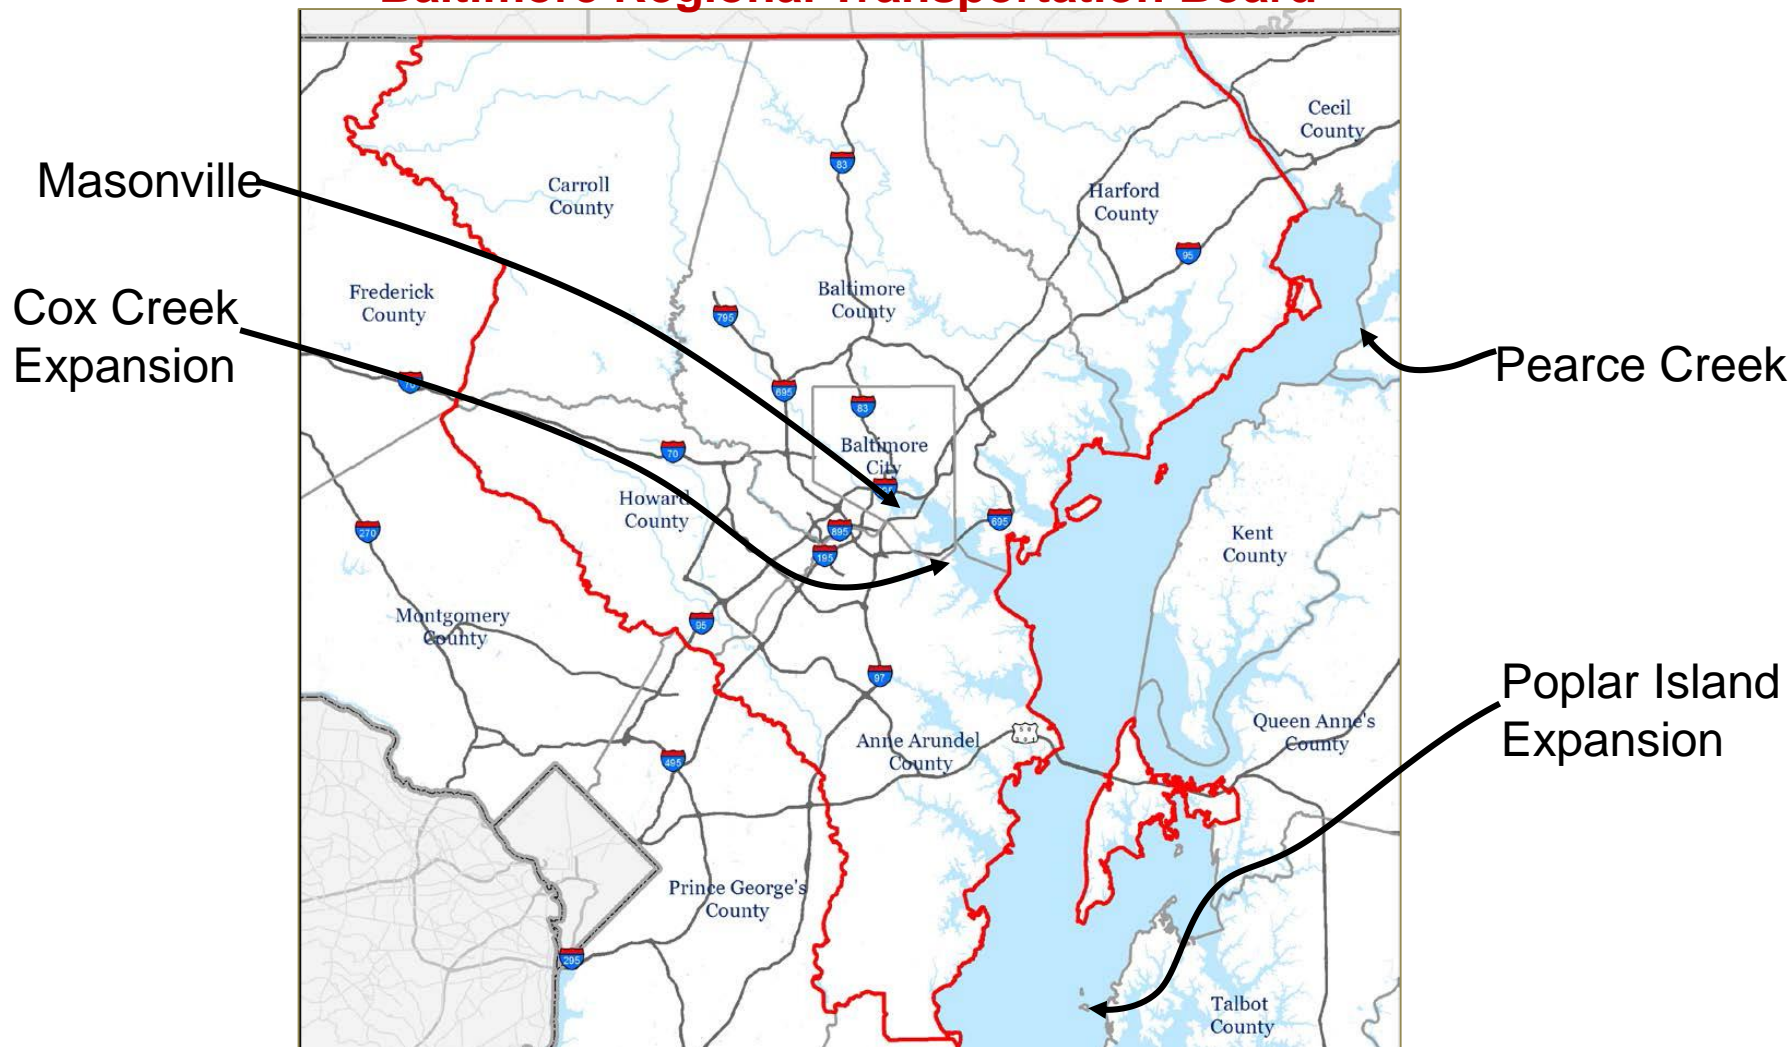 Baltimore Regional Transportation Board
Masonville
Cox Creek
Expansion
Pearce Creek
Poplar Island
Expansion
Cecil
County
83
Carroll
County
Harford
County
95
Frederick
County
Baltimore
County
795
70
695
83
Baltimore
City
70
Howard
County
695
270
895
195
Kent
County
Montgomery
County
95
97
Queen Anne's
County
Anne Arundel
County
495
Prince George's
County
295
Talbot
County